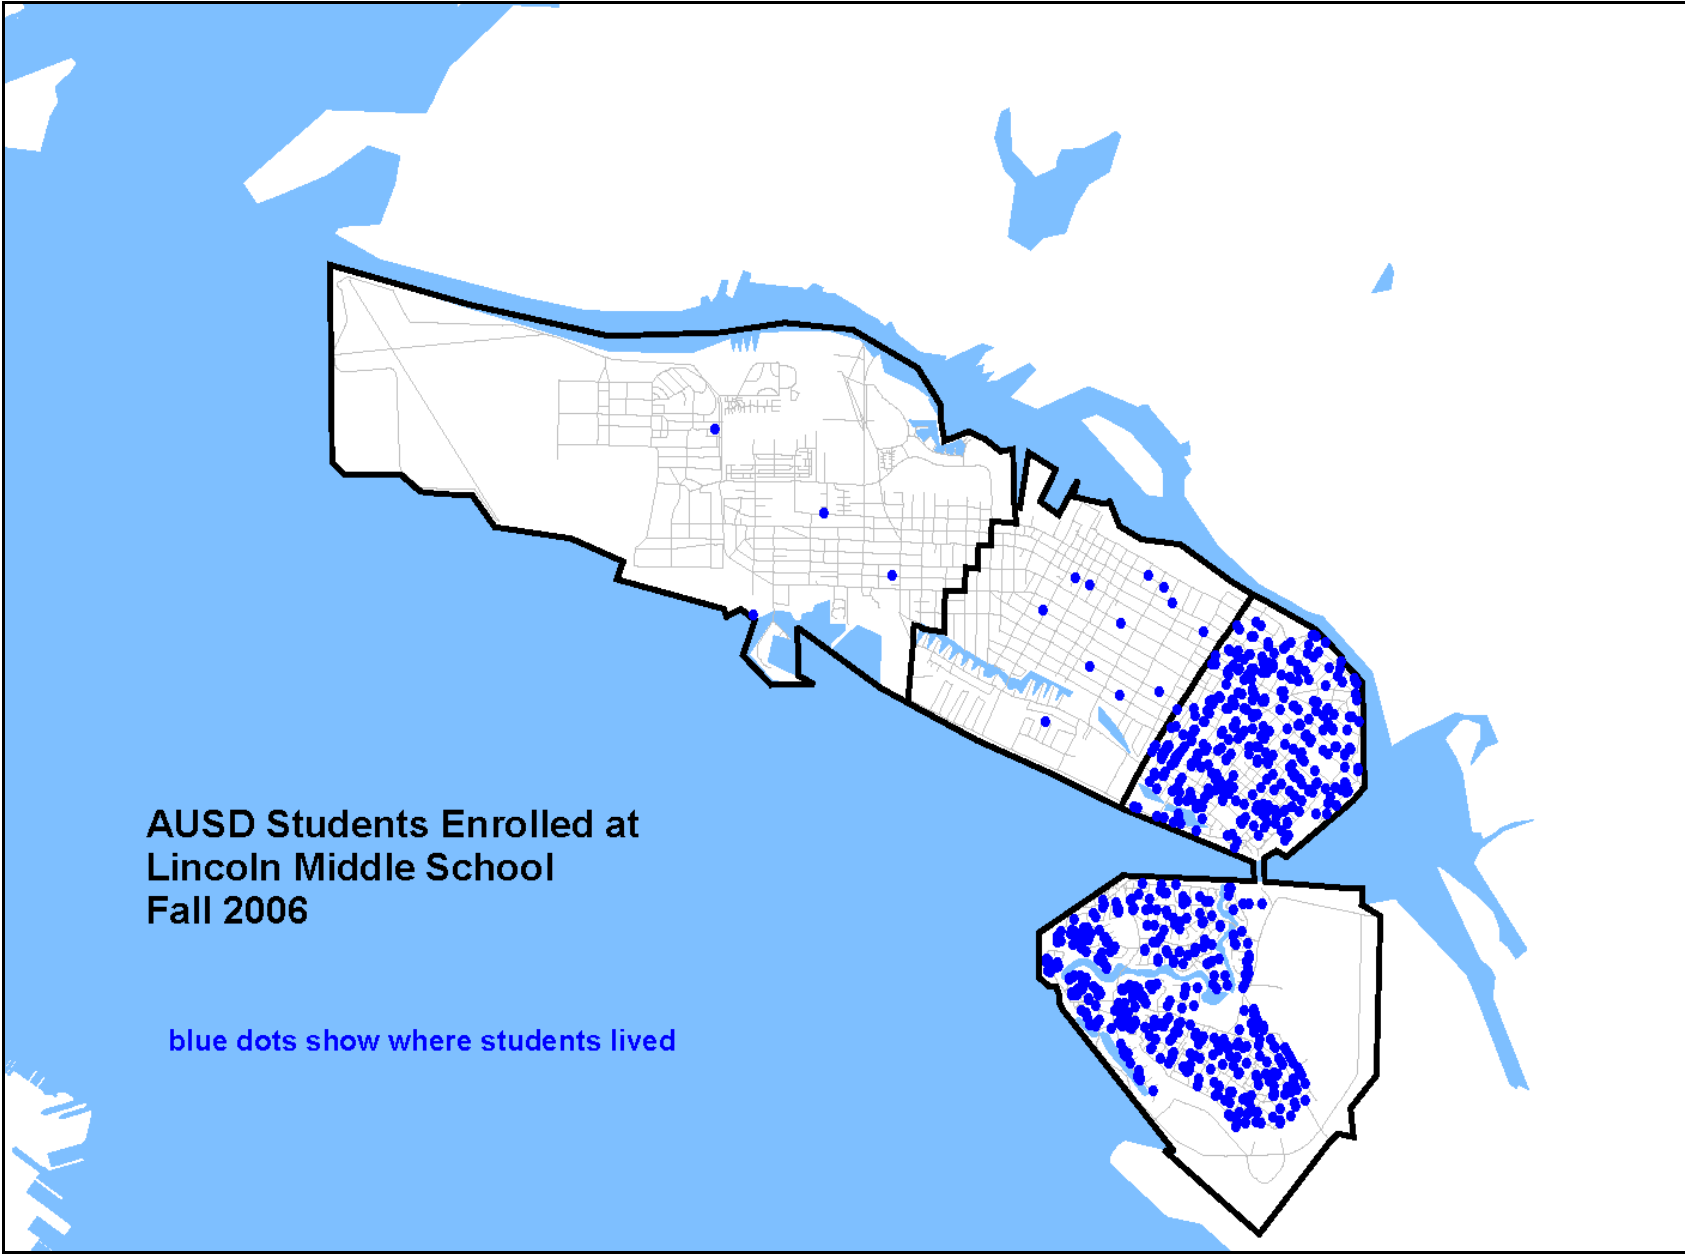 AUSD Students Enrolled at
Lincoln Middle School
Fall 2006
blue dots show where students lived